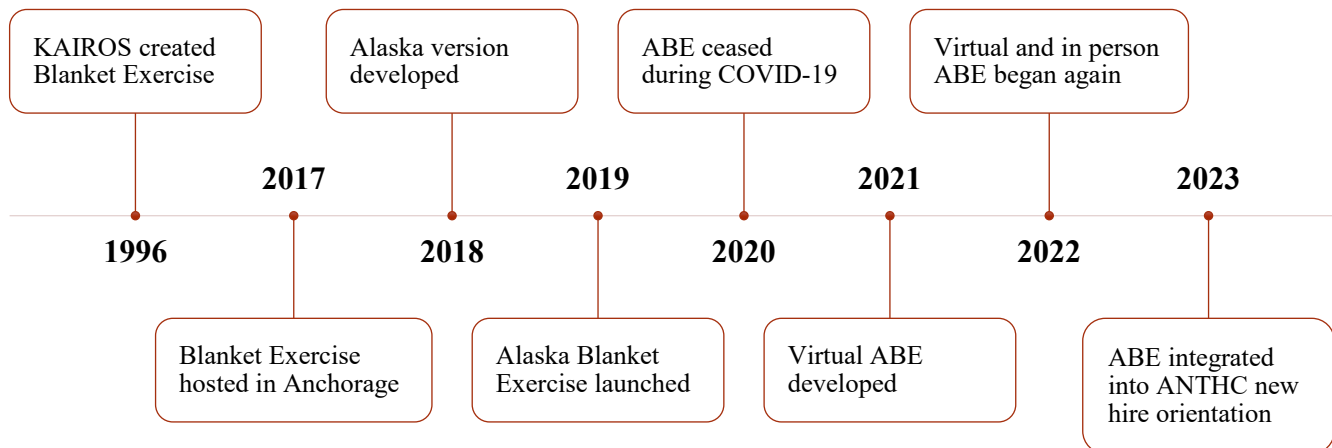 KAIROS created
Blanket Exercise
Alaska version
developed
ABE ceased
during COVID-19
Virtual and in person
ABE began again
2017
2019
2021
2023
1996
2018
2020
2022
Blanket Exercise
hosted in Anchorage
Alaska Blanket
Exercise launched
Virtual ABE
developed
ABE integrated
into ANTHC new
hire orientation